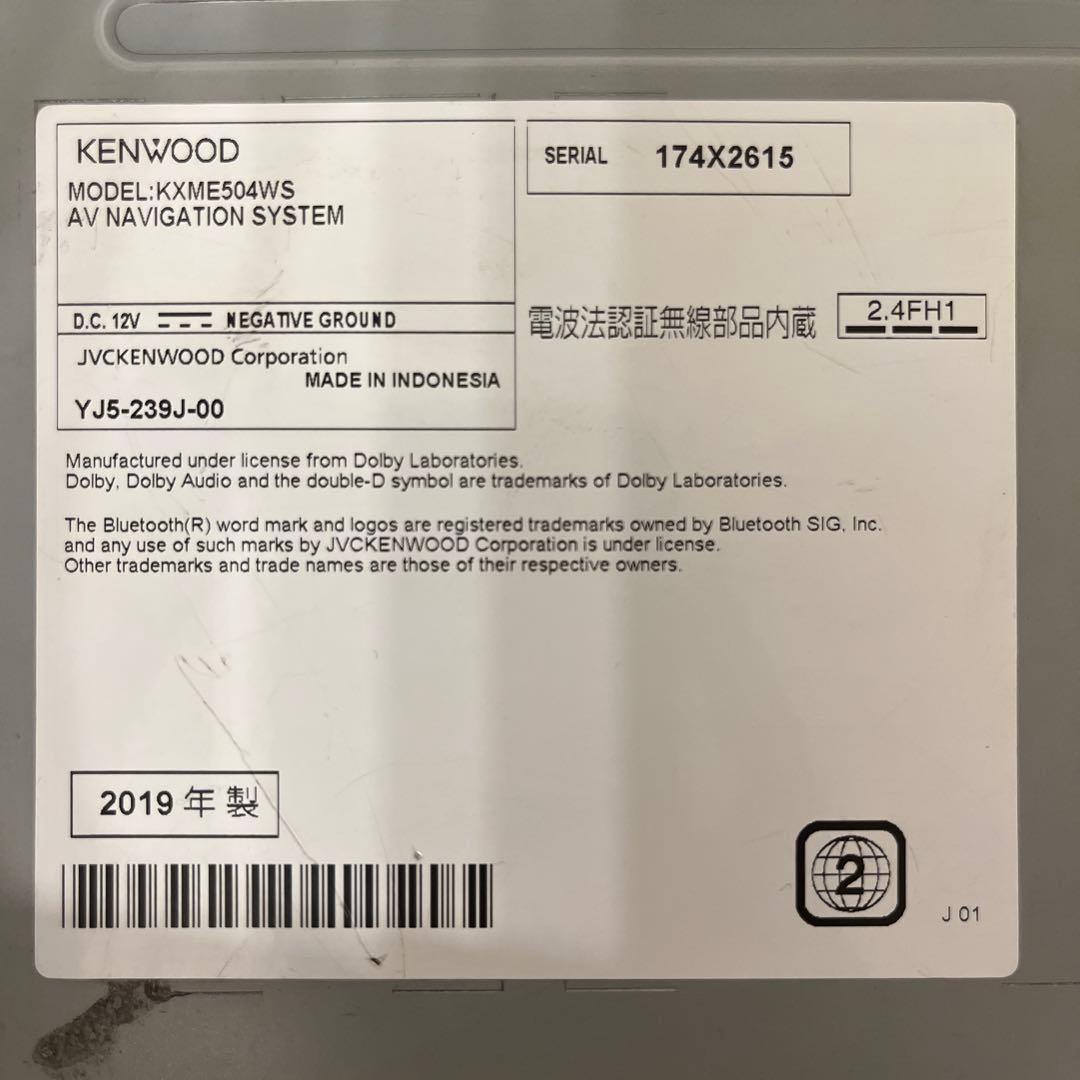 KENWOOD
MODEL:KXME504WS
AV NAVIGATION SYSTEM
SERIAL 174X2615
D.C. 12V NEGATIVE GROUND
電波法認証無線部品内蔵 2.4FH1
JVCKENWOOD Corporation
MADE IN INDONESIA
YJ5-239J-00
Manufactured under license from Dolby Laboratories.
Dolby, Dolby Audio and the double-D symbol are trademarks of Dolby Laboratories.
The Bluetooth(R) word mark and logos are registered trademarks owned by Bluetooth SIG, Inc.
and any use of such marks by JVCKENWOOD Corporation is under license.
Other trademarks and trade names are those of their respective owners.
2019 年 製
2
J 01